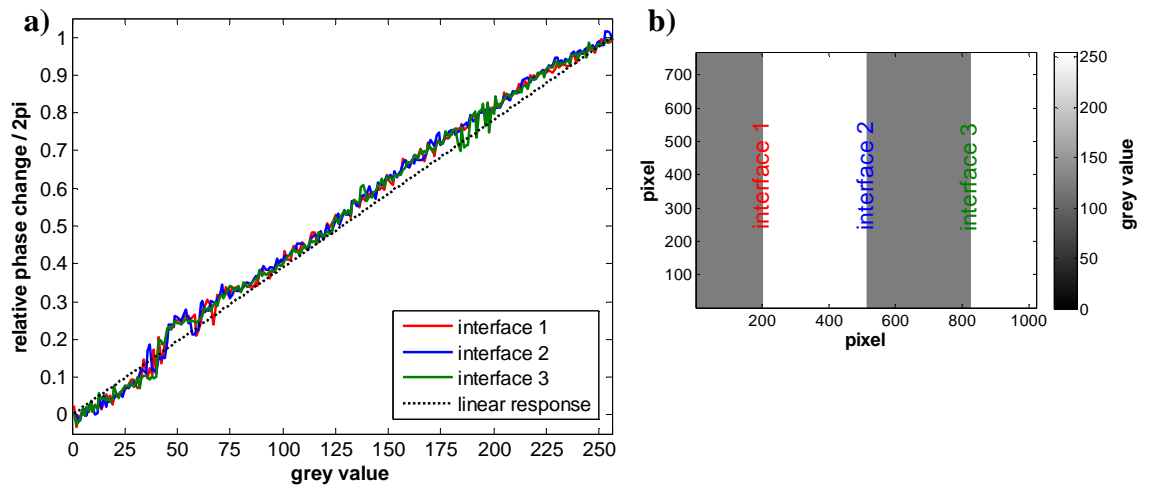 a)
relative phase change / 2pi
1
0.9
0.8
0.7
0.6
0.5
0.4
0.3
0.2
0.1
0
0 25 50 75 100 125 150 175 200 225 250
grey value
interface 1
interface 2
interface 3
linear response
b)
pixel
700
600
500
400
300
200
100
200 400 600 800 1000
pixel
interface 1
interface 2
interface 3
250
200
150
100
50
0
grey value